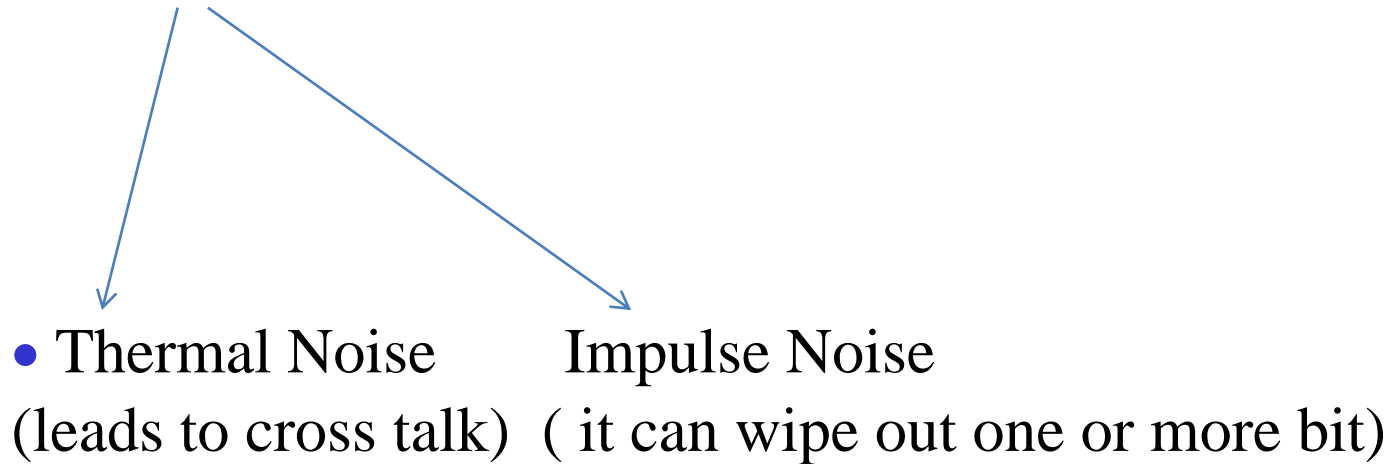 • Thermal Noise Impulse Noise
(leads to cross talk) ( it can wipe out one or more bit)